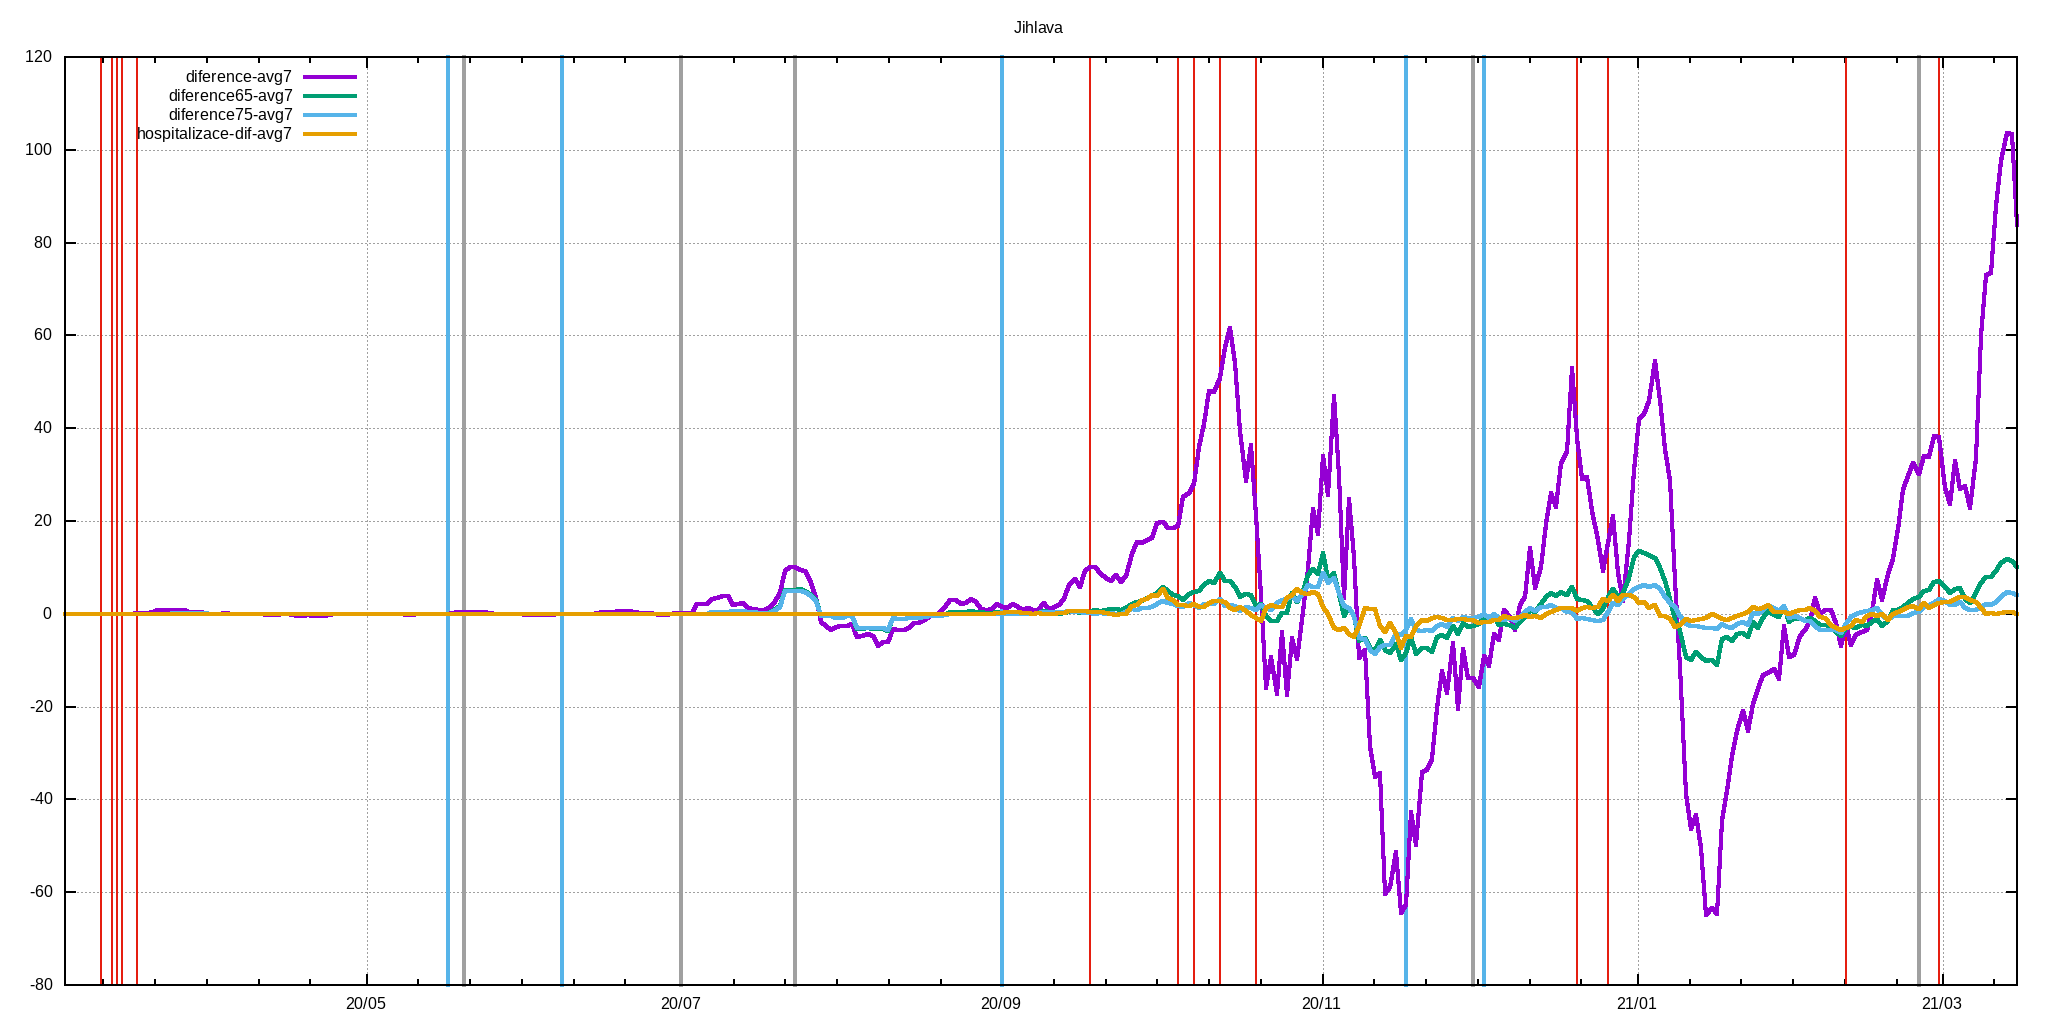 Jihlava
diference-avg7
diference65-avg7
diference75-avg7
hospitalizace-dif-avg7
120
100
80
60
40
20
0
-20
-40
-60
-80
20/05 20/07 20/09 20/11 21/01 21/03